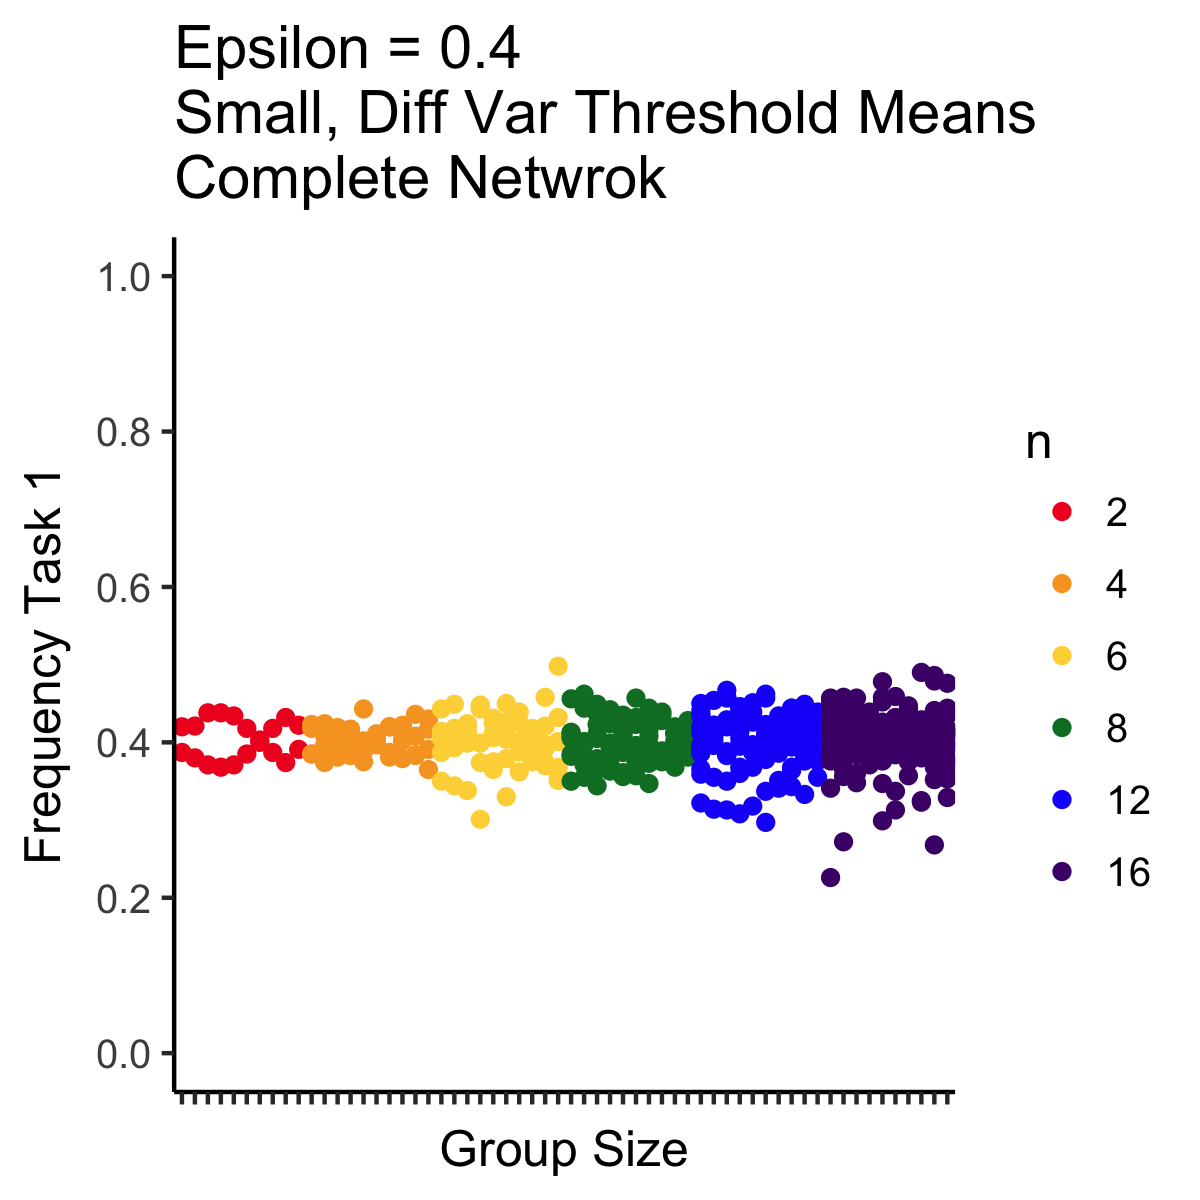 Epsilon = 0.4
Small, Diff Var Threshold Means
Complete Netwrok
1.0
0.8
0.6
0.4
0.2
0.0
Frequency Task 1
Group Size
n
2
4
6
8
12
16